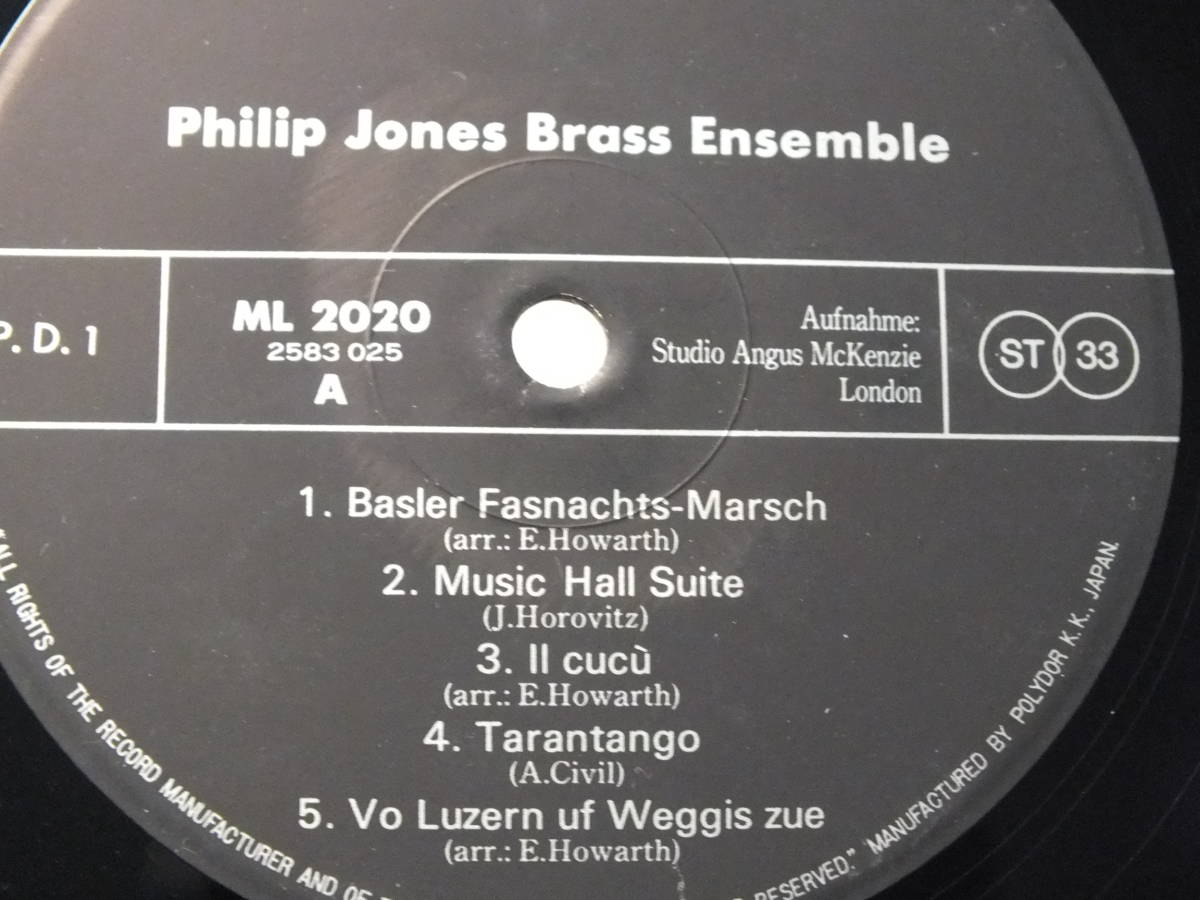 Philip Jones Brass Ensemble
P. D. 1
ML 2020
2583 025
A
Aufnahme:
Studio Angus McKenzie
London
ST 33
1. Basler Fasnachts-Marsch
(arr.: E.Howarth)
2. Music Hall Suite
(J.Horovitz)
3. Il cucù
(arr.: E.Howarth)
4. Tarantango
(A.Civil)
5. Vo Luzern uf Weggis zue
(arr.: E.Howarth)
"ALL RIGHTS OF THE RECORD MANUFACTURER AND OF
RESERVED." MANUFACTURED BY POLYDOR K.K., JAPAN.